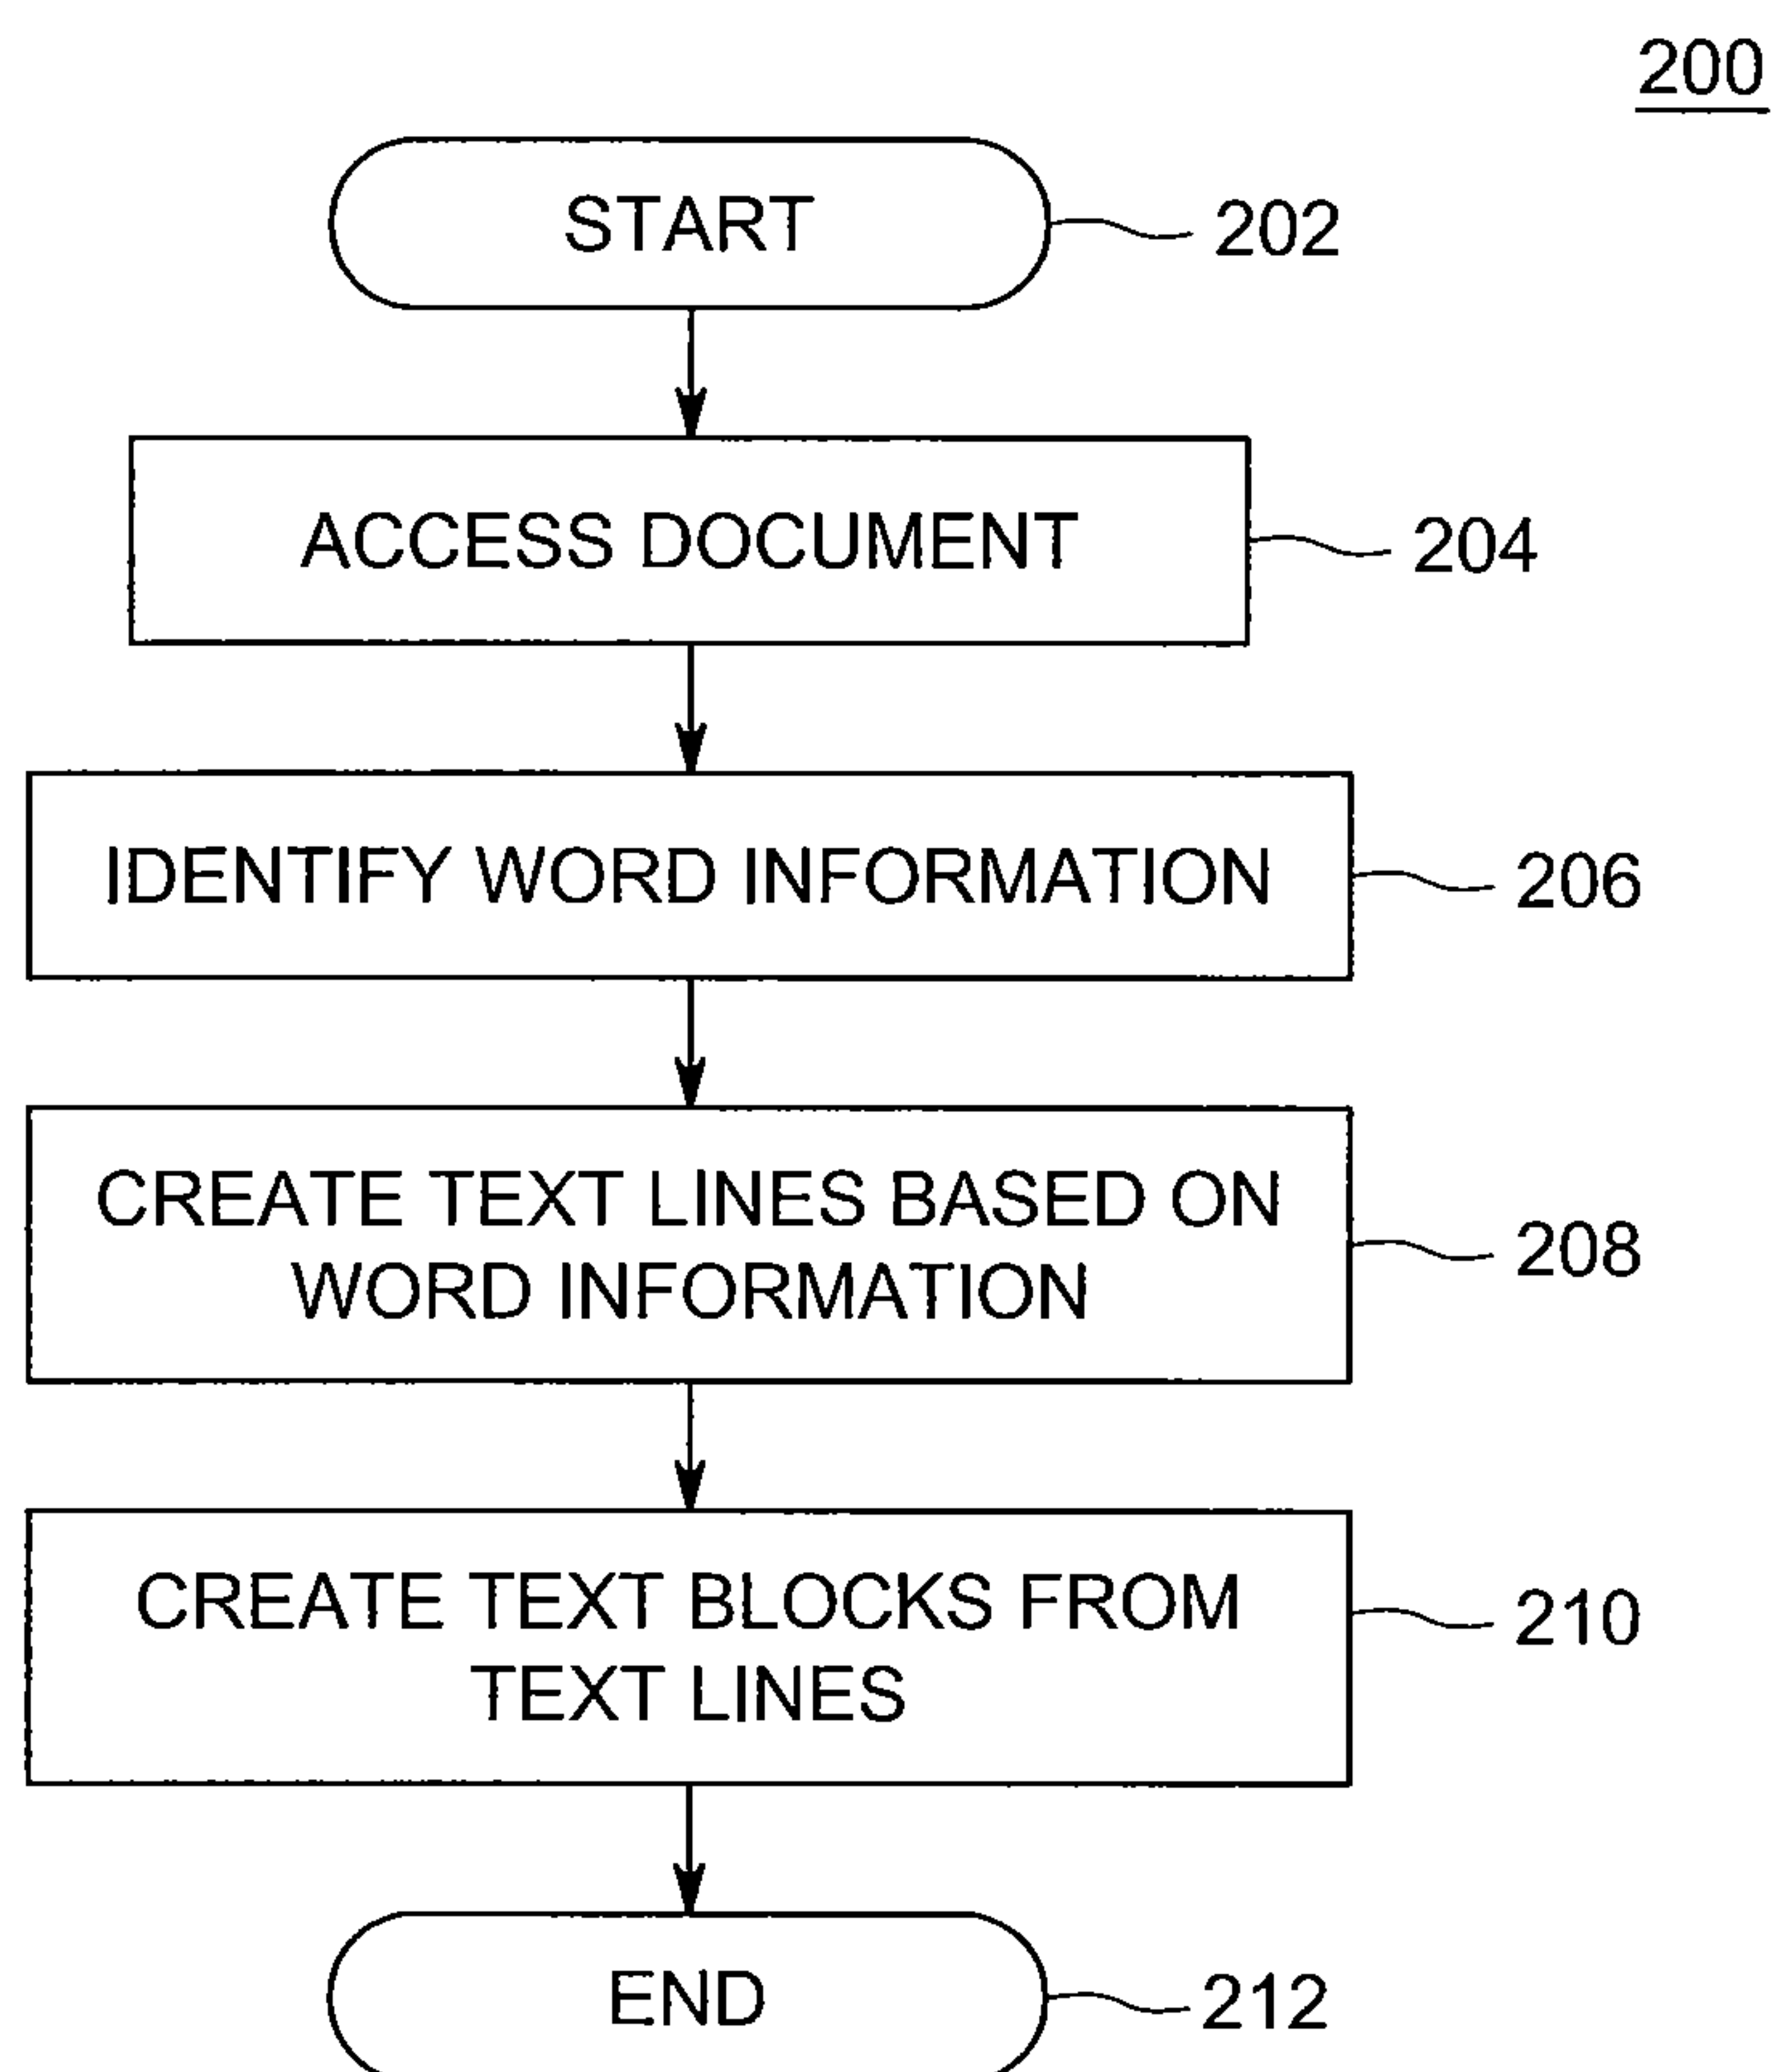 200
START
202
ACCESS DOCUMENT
204
IDENTIFY WORD INFORMATION
206
CREATE TEXT LINES BASED ON
WORD INFORMATION
208
CREATE TEXT BLOCKS FROM
TEXT LINES
210
END
212